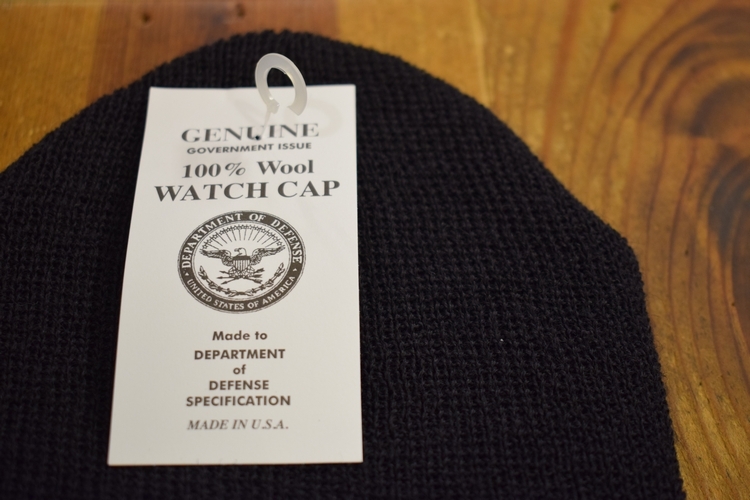 GENUINE
GOVERNMENT ISSUE
100% Wool
WATCH CAP
DEPARTMENT OF DEFENSE
UNITED STATES OF AMERICA
Made to
DEPARTMENT
of
DEFENSE
SPECIFICATION
MADE IN U.S.A.